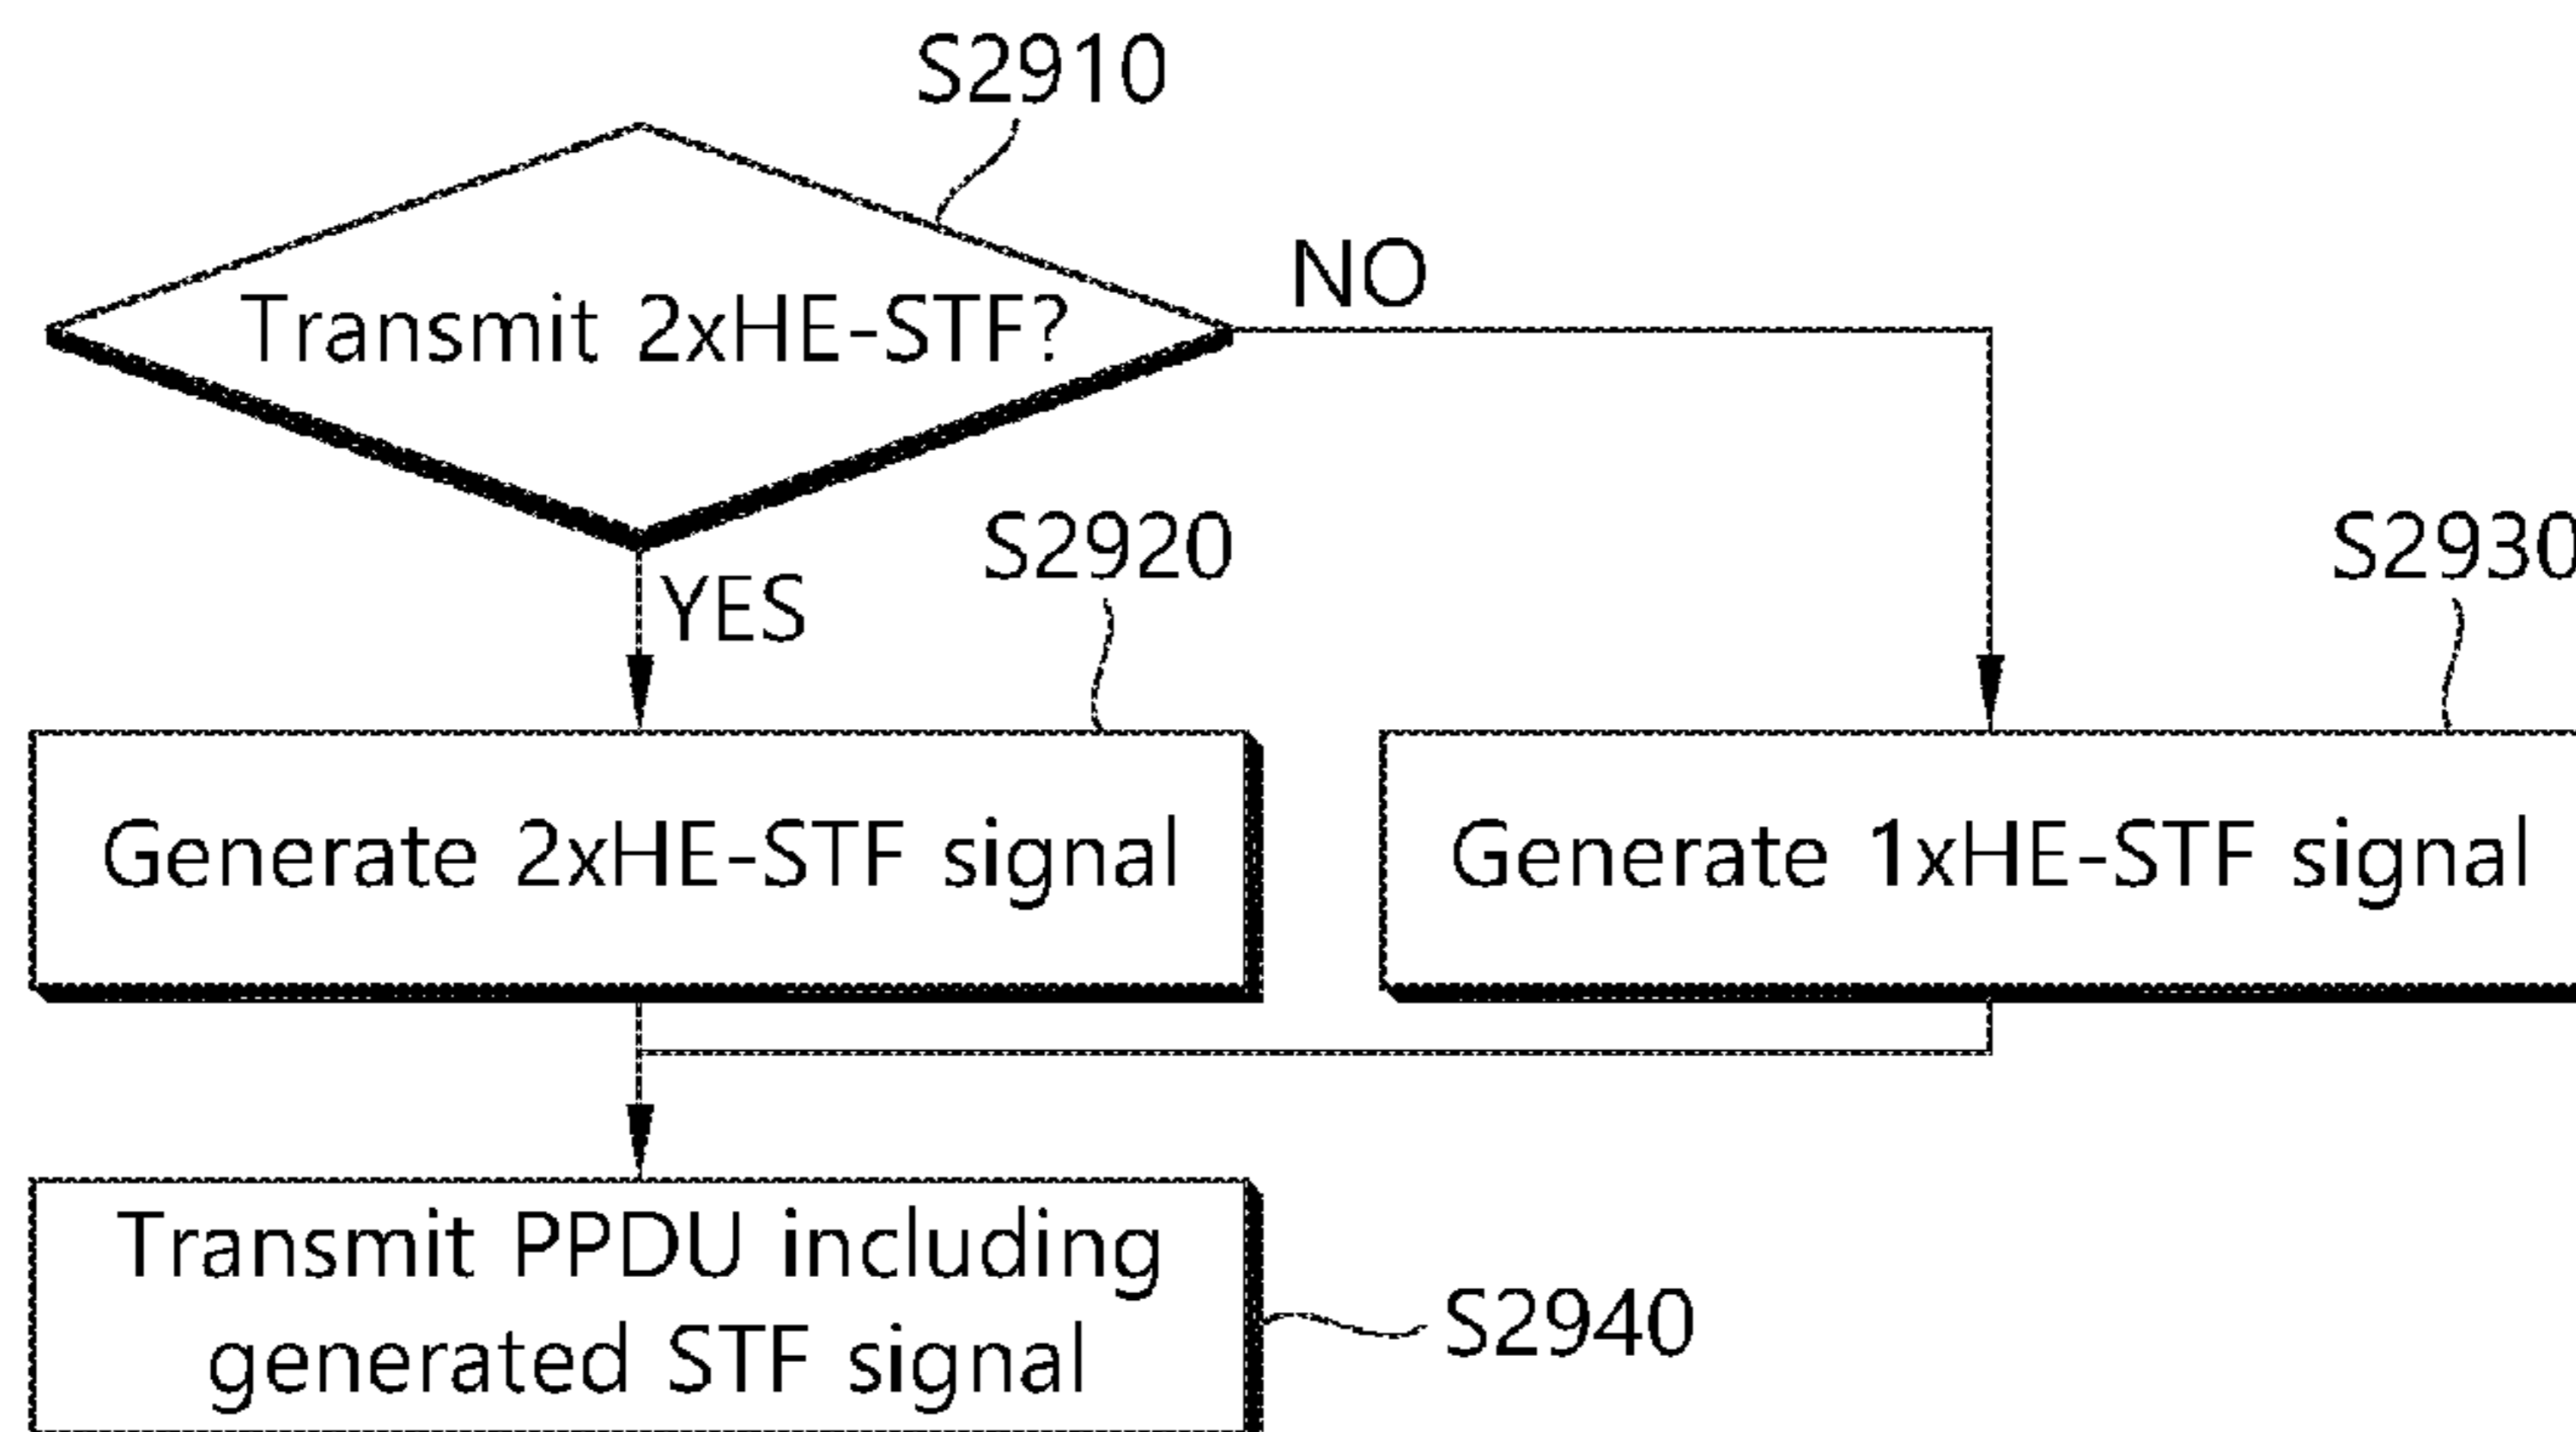 S2910
Transmit 2xHE-STF?
NO
YES
S2920
S2930
Generate 2xHE-STF signal
Generate 1xHE-STF signal
Transmit PPDU including
generated STF signal
S2940